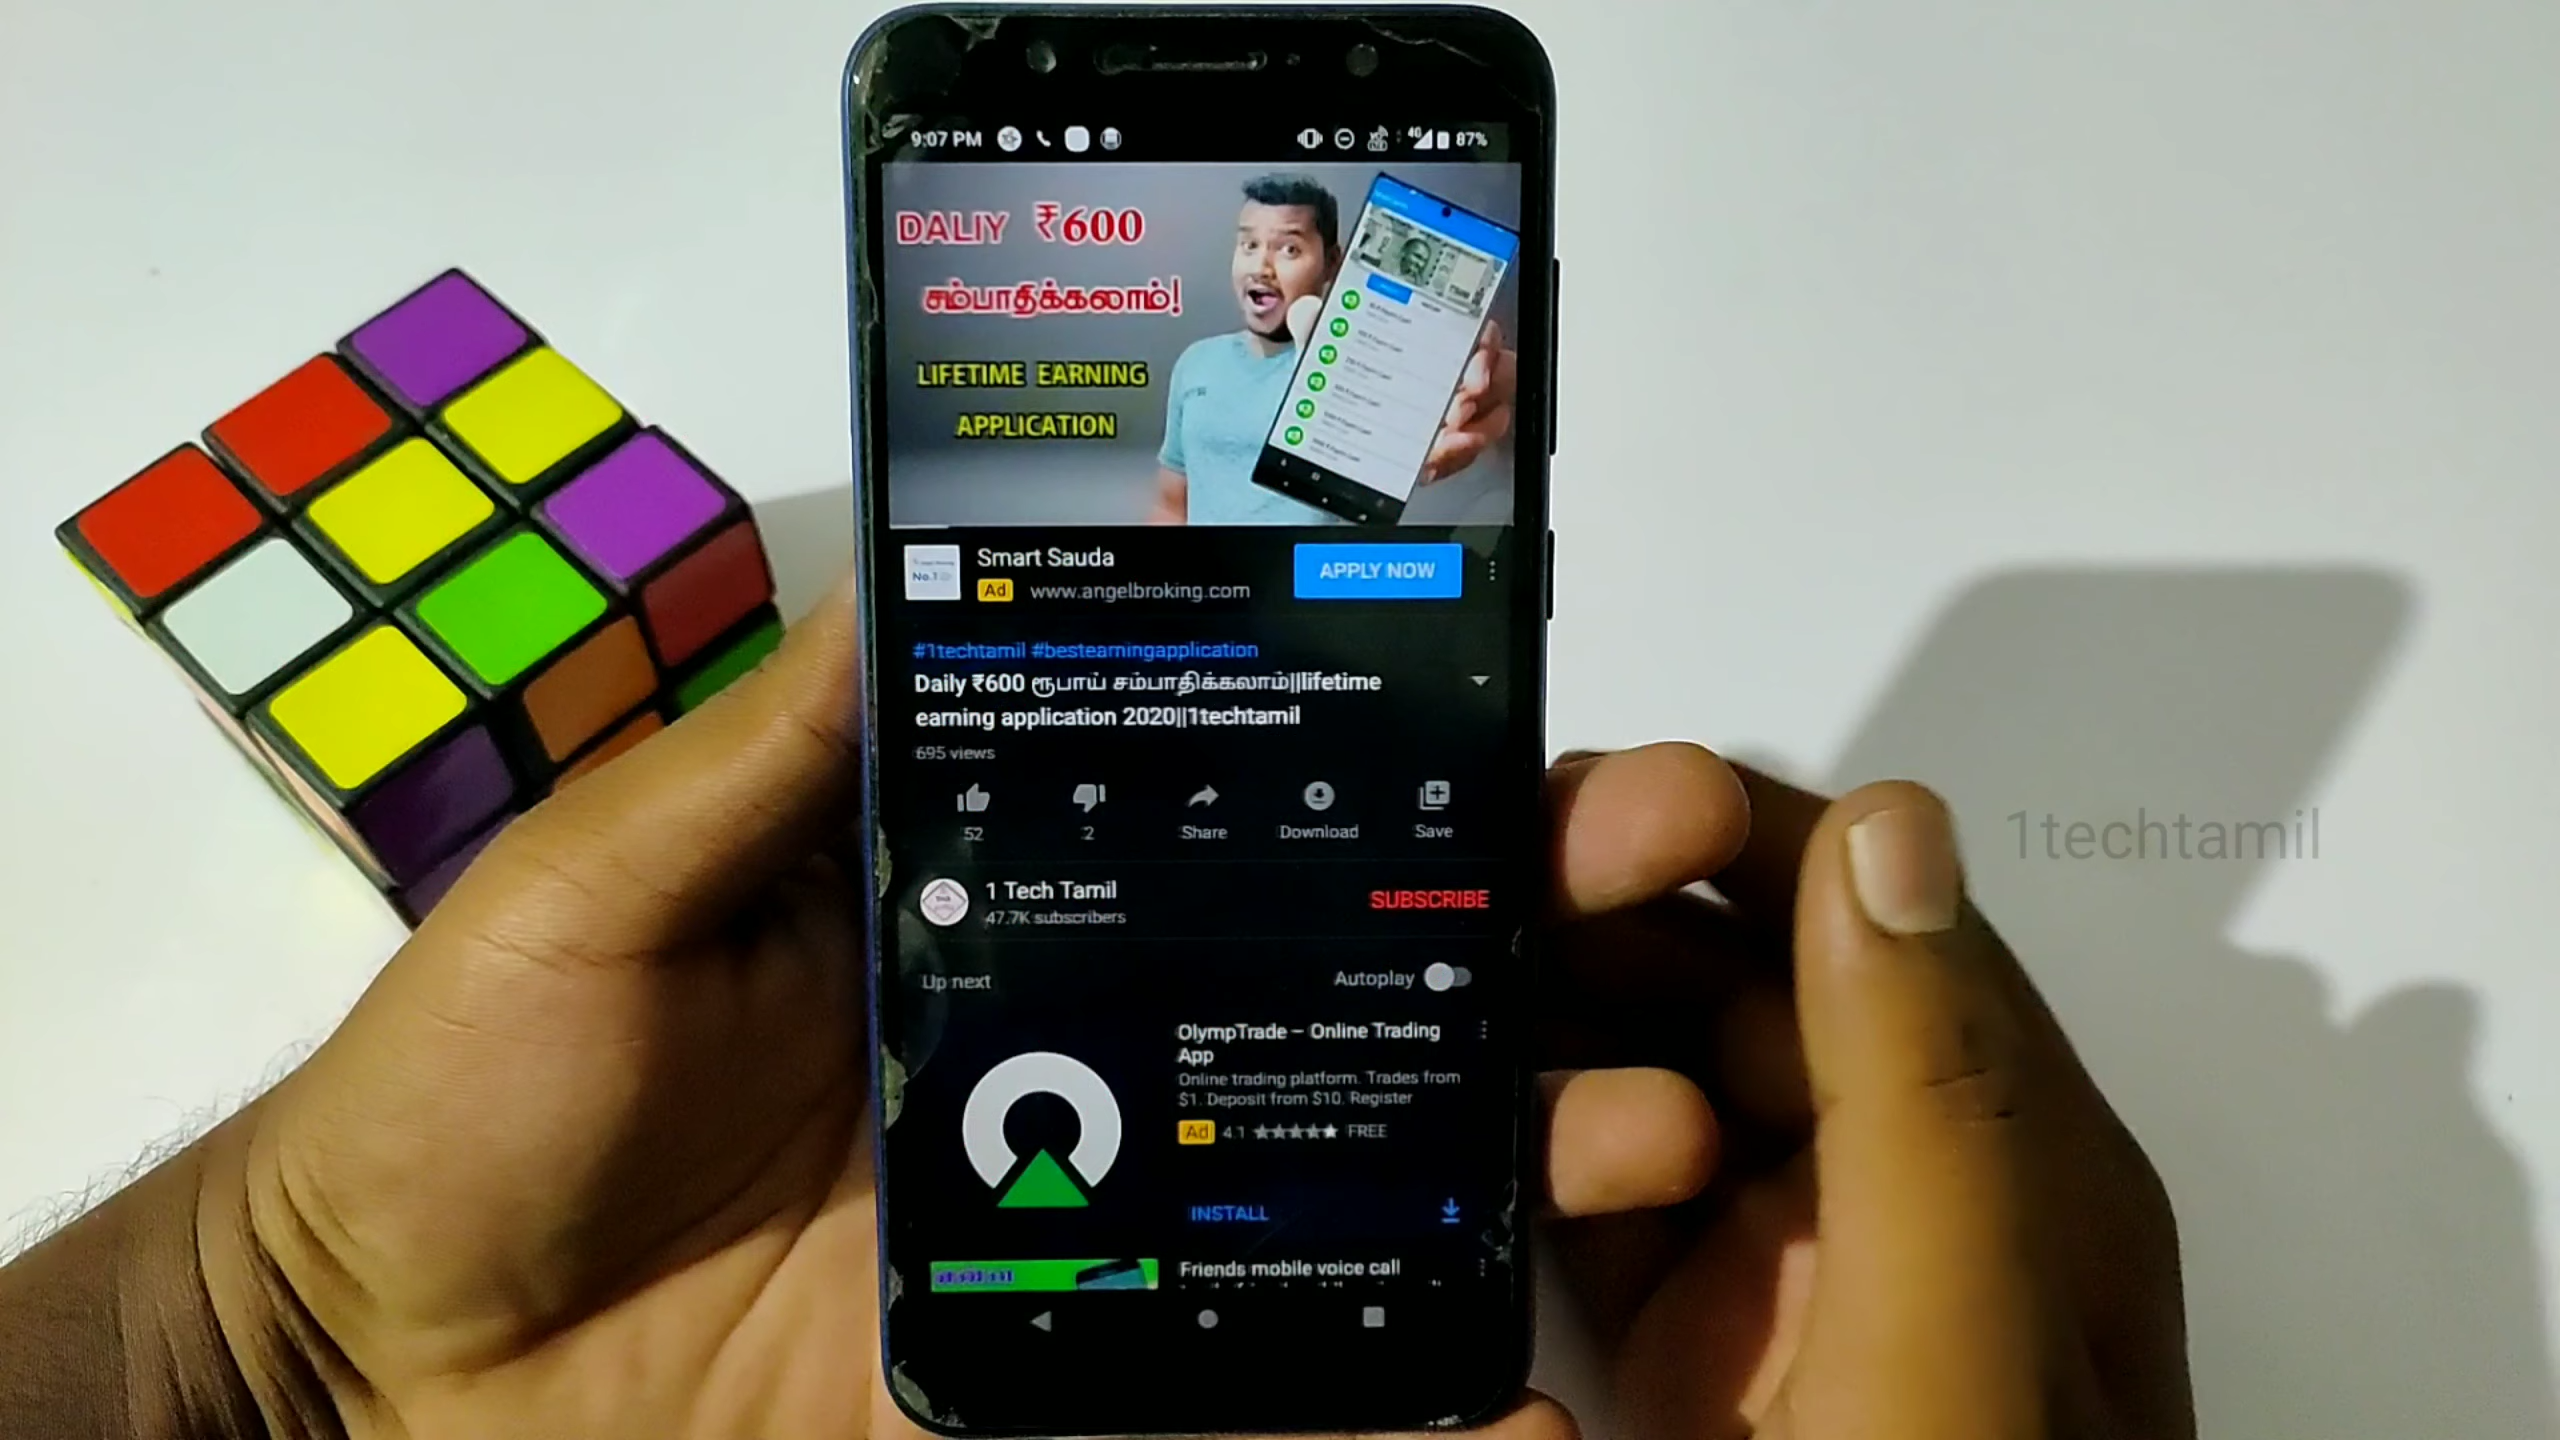 9:07 PM
4G
87%
DALIY ₹600
சம்பாதிக்கலாம்!
LIFETIME EARNING
APPLICATION
Smart Sauda
No.1
Ad www.angelbroking.com
APPLY NOW
#1techtamil #bestearningapplication
Daily ₹600 ரூபாய் சம்பாதிக்கலாம்||lifetime
earning application 2020||1techtamil
695 views
52
2
Share
Download
Save
1 Tech Tamil
47.7K subscribers
SUBSCRIBE
Up next
Autoplay
OlympTrade – Online Trading
App
Online trading platform. Trades from
$1. Deposit from $10. Register
Ad 4.1 ★★★★★ FREE
INSTALL
Friends mobile voice call
1techtamil